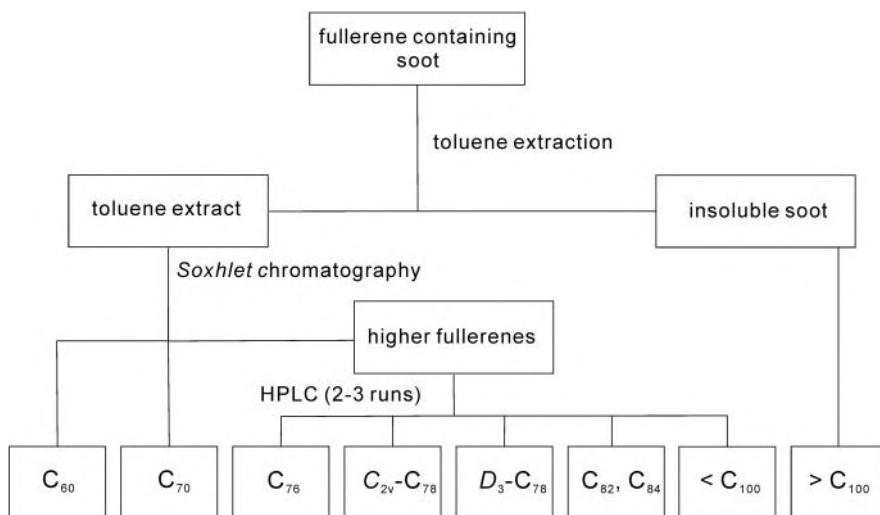 fullerene containing
soot
toluene extraction
toluene extract
insoluble soot
Soxhlet chromatography
higher fullerenes
HPLC (2-3 runs)
C₆₀
C₇₀
C₇₆
C₂ᵥ-C₇₈
D₃-C₇₈
C₈₂, C₈₄
< C₁₀₀
> C₁₀₀